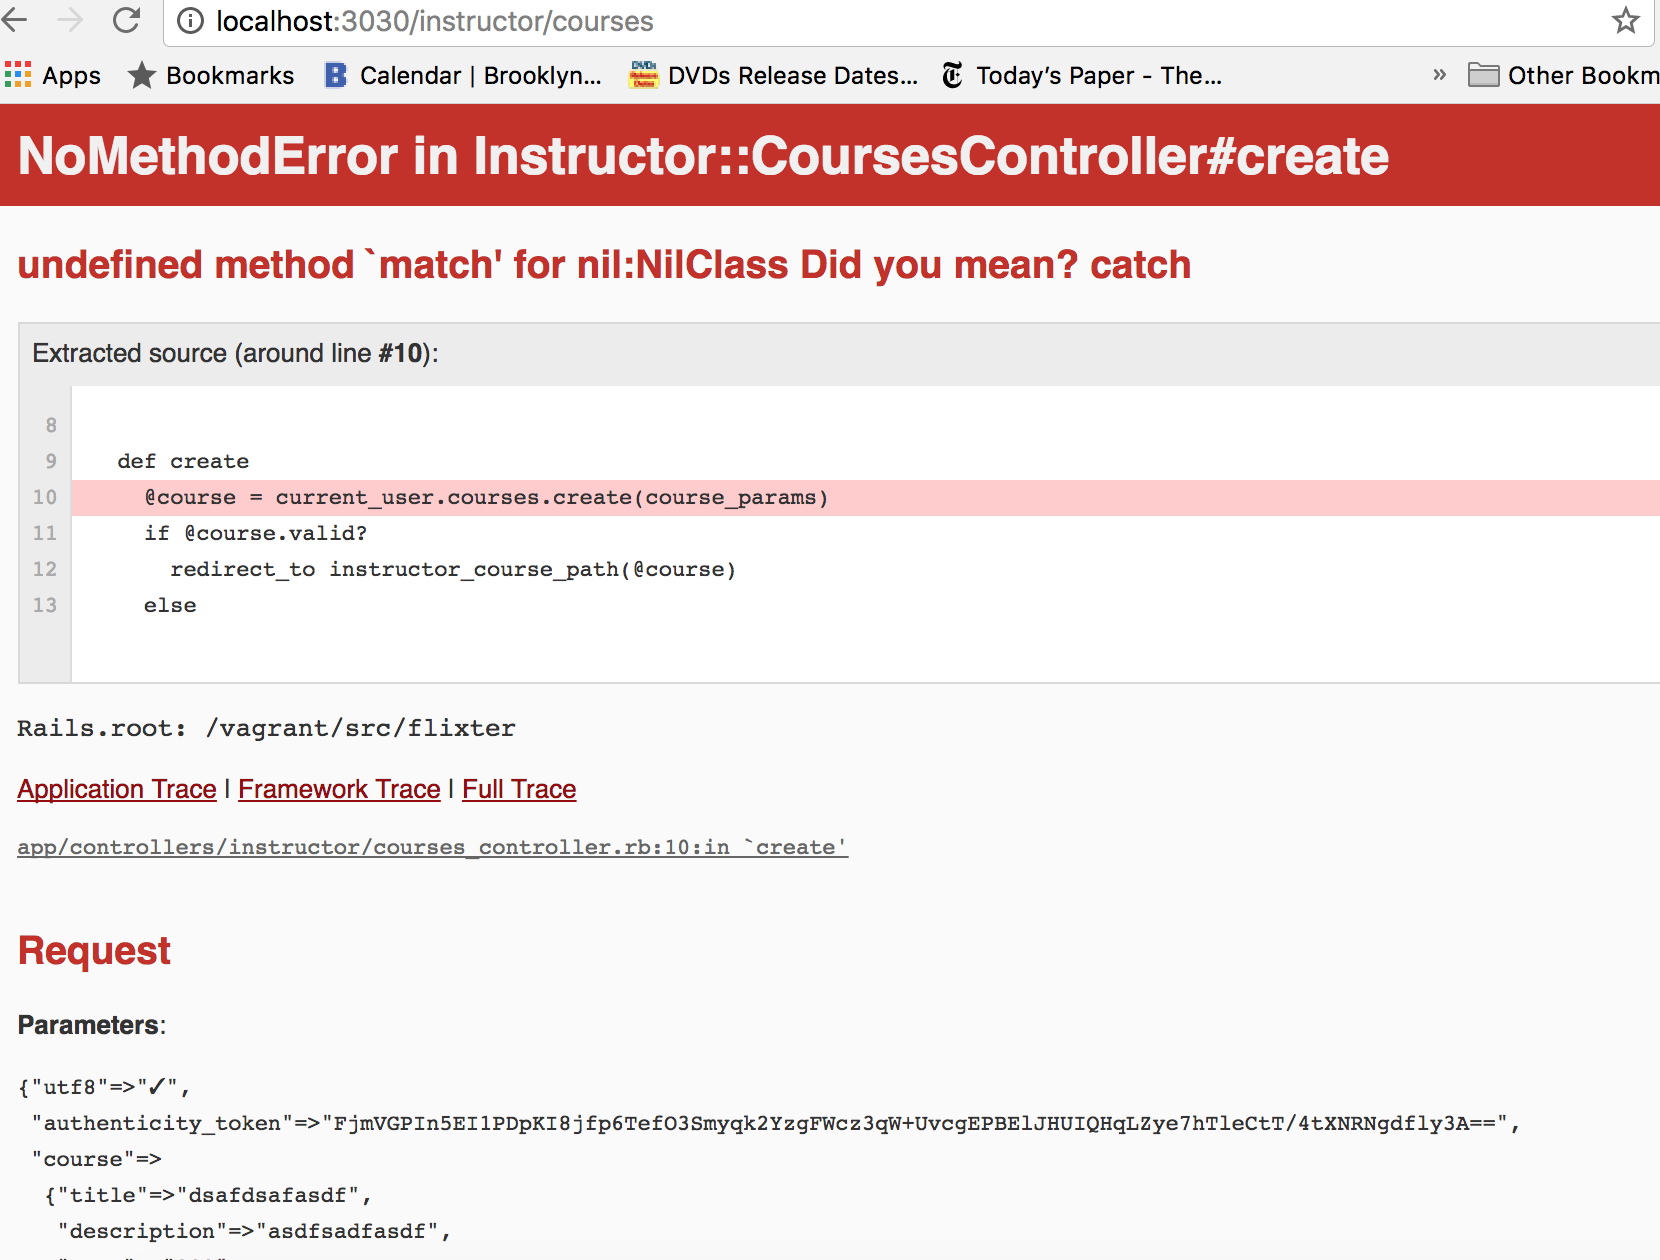 localhost:3030/instructor/courses
Apps Bookmarks B Calendar | Brooklyn... DVDs Release Dates... Today's Paper - The... » Other Bookm
NoMethodError in Instructor::CoursesController#create
undefined method `match' for nil:NilClass Did you mean? catch
Extracted source (around line #10):
8
9 def create
10 @course = current_user.courses.create(course_params)
11 if @course.valid?
12 redirect_to instructor_course_path(@course)
13 else
Rails.root: /vagrant/src/flixter
Application Trace | Framework Trace | Full Trace
app/controllers/instructor/courses_controller.rb:10:in `create'
Request
Parameters:
{"utf8"=>"✓",
"authenticity_token"=>"FjmVGPIn5EI1PDpKI8jfp6TefO3Smyqk2YzgFWcz3qW+UvcgEPBElJHUIQHqLZye7hTleCtT/4tXNRNgdfly3A==",
"course"=>
{"title"=>"dsafdsafasdf",
"description"=>"asdfsadfasdf",